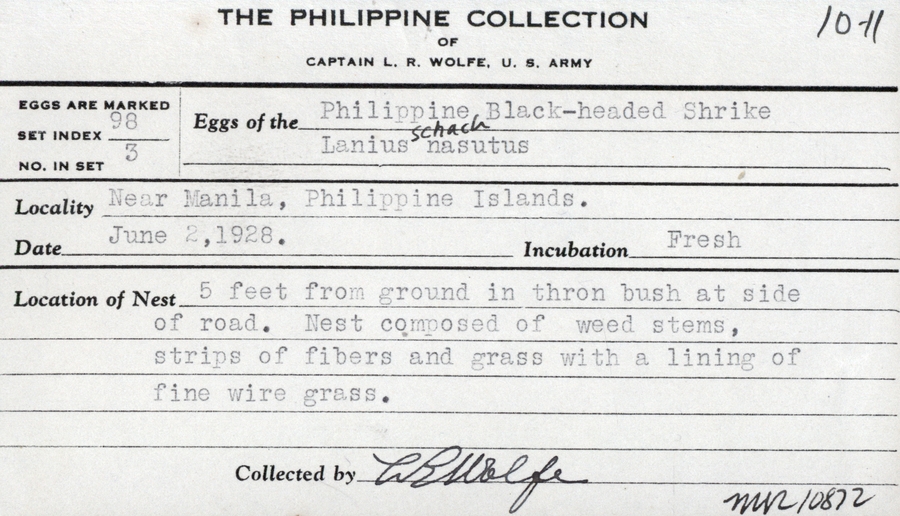 THE PHILIPPINE COLLECTION
OF
CAPTAIN L. R. WOLFE, U. S. ARMY
10-11
EGGS ARE MARKED
SET INDEX 98
NO. IN SET 3
Eggs of the Philippine Black-headed Shrike
schach
Lanius nasutus
Locality Near Manila, Philippine Islands.
Date June 2,1928. Incubation Fresh
Location of Nest 5 feet from ground in thron bush at side
of road. Nest composed of weed stems,
strips of fibers and grass with a lining of
fine wire grass.
Collected by LRWolfe
10872